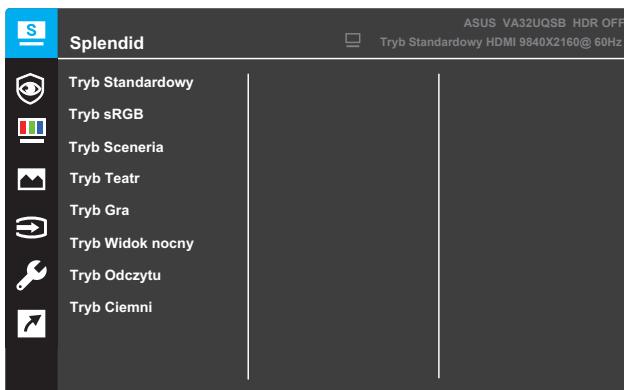 S
ASUS VA32UQSB HDR OFF
Splendid
Tryb Standardowy HDMI 9840X2160@ 60Hz
Tryb Standardowy
Tryb sRGB
Tryb Sceneria
Tryb Teatr
Tryb Gra
Tryb Widok nocny
Tryb Odczytu
Tryb Ciemni